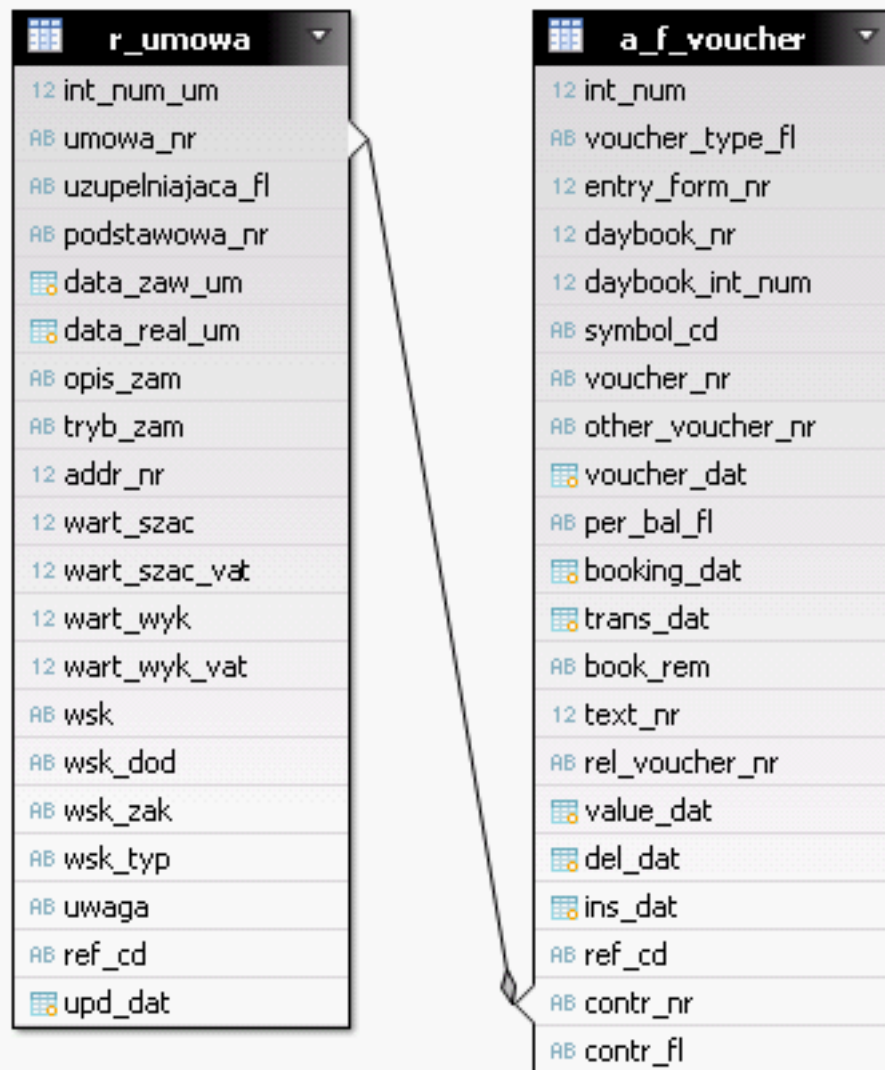 r_umowa
12 int_num_um
AB umowa_nr
AB uzupelniajaca_fl
AB podstawowa_nr
data_zaw_um
data_real_um
AB opis_zam
AB tryb_zam
12 addr_nr
12 wart_szac
12 wart_szac_vat
12 wart_wyk
12 wart_wyk_vat
AB wsk
AB wsk_dod
AB wsk_zak
AB wsk_typ
AB uwaga
AB ref_cd
upd_dat
a_f_voucher
12 int_num
AB voucher_type_fl
12 entry_form_nr
12 daybook_nr
12 daybook_int_num
AB symbol_cd
AB voucher_nr
AB other_voucher_nr
voucher_dat
AB per_bal_fl
booking_dat
trans_dat
AB book_rem
12 text_nr
AB rel_voucher_nr
value_dat
del_dat
ins_dat
AB ref_cd
AB contr_nr
AB contr_fl